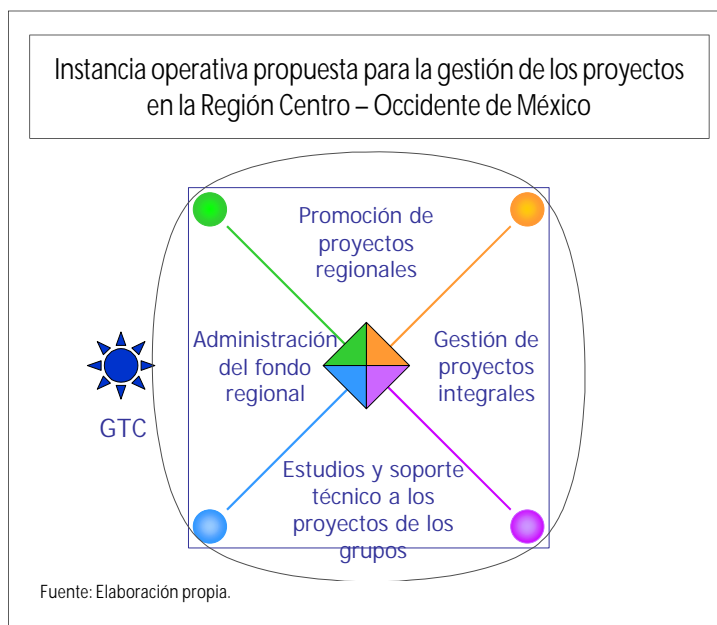 Instancia operativa propuesta para la gestión de los proyectos
en la Región Centro – Occidente de México
Promoción de
proyectos
regionales
Administración
del fondo
regional
Gestión de
proyectos
integrales
GTC
Estudios y soporte
técnico a los
proyectos de los
grupos
Fuente: Elaboración propia.